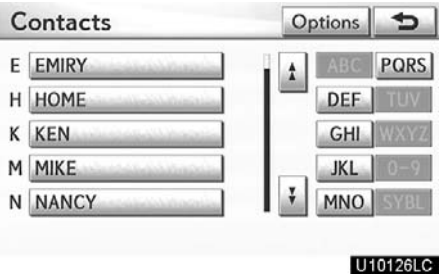 Contacts Options
E EMIRY ABC PQRS
H HOME DEF TUV
K KEN GHI WXYZ
M MIKE JKL 0-9
N NANCY MNO SYBL
U10126LC